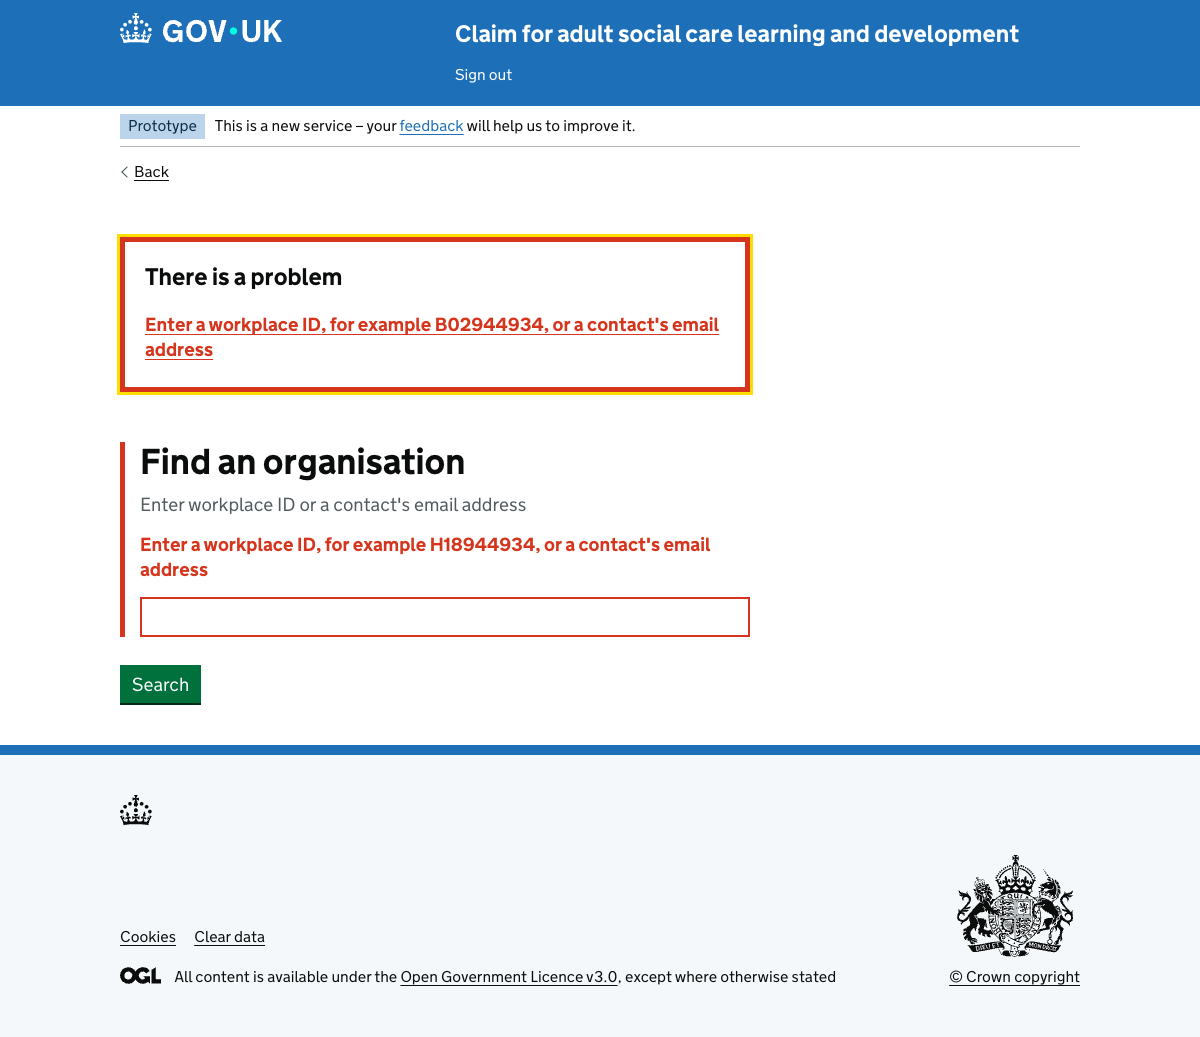 GOV·UK
Claim for adult social care learning and development
Sign out
Prototype This is a new service – your feedback will help us to improve it.
Back
There is a problem
Enter a workplace ID, for example B02944934, or a contact's email
address
Find an organisation
Enter workplace ID or a contact's email address
Enter a workplace ID, for example H18944934, or a contact's email
address
Search
Cookies Clear data
OGL All content is available under the Open Government Licence v3.0, except where otherwise stated
© Crown copyright